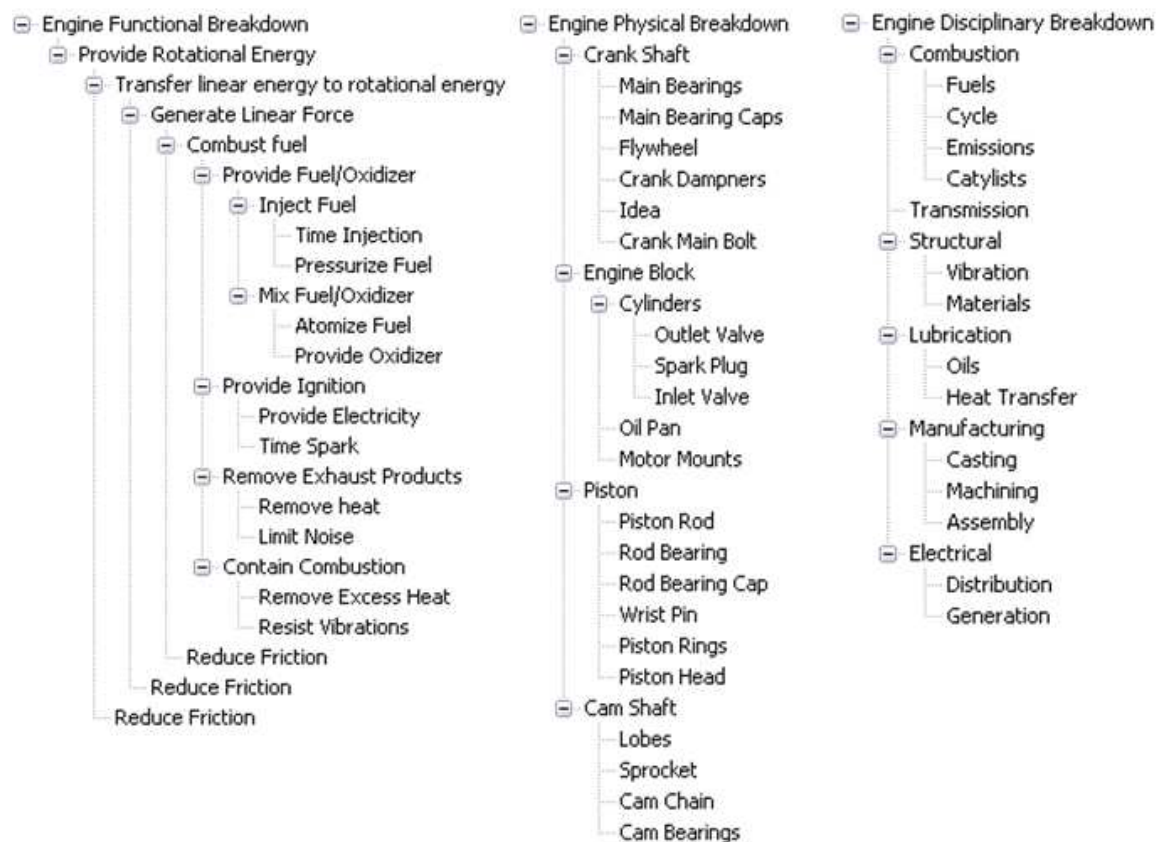 Engine Functional Breakdown
Provide Rotational Energy
Transfer linear energy to rotational energy
Generate Linear Force
Combust fuel
Provide Fuel/Oxidizer
Inject Fuel
Time Injection
Pressurize Fuel
Mix Fuel/Oxidizer
Atomize Fuel
Provide Oxidizer
Provide Ignition
Provide Electricity
Time Spark
Remove Exhaust Products
Remove heat
Limit Noise
Contain Combustion
Remove Excess Heat
Resist Vibrations
Reduce Friction
Reduce Friction
Reduce Friction
Engine Physical Breakdown
Crank Shaft
Main Bearings
Main Bearing Caps
Flywheel
Crank Dampners
Idea
Crank Main Bolt
Engine Block
Cylinders
Outlet Valve
Spark Plug
Inlet Valve
Oil Pan
Motor Mounts
Piston
Piston Rod
Rod Bearing
Rod Bearing Cap
Wrist Pin
Piston Rings
Piston Head
Cam Shaft
Lobes
Sprocket
Cam Chain
Cam Bearings
Engine Disciplinary Breakdown
Combustion
Fuels
Cycle
Emissions
Catylists
Transmission
Structural
Vibration
Materials
Lubrication
Oils
Heat Transfer
Manufacturing
Casting
Machining
Assembly
Electrical
Distribution
Generation